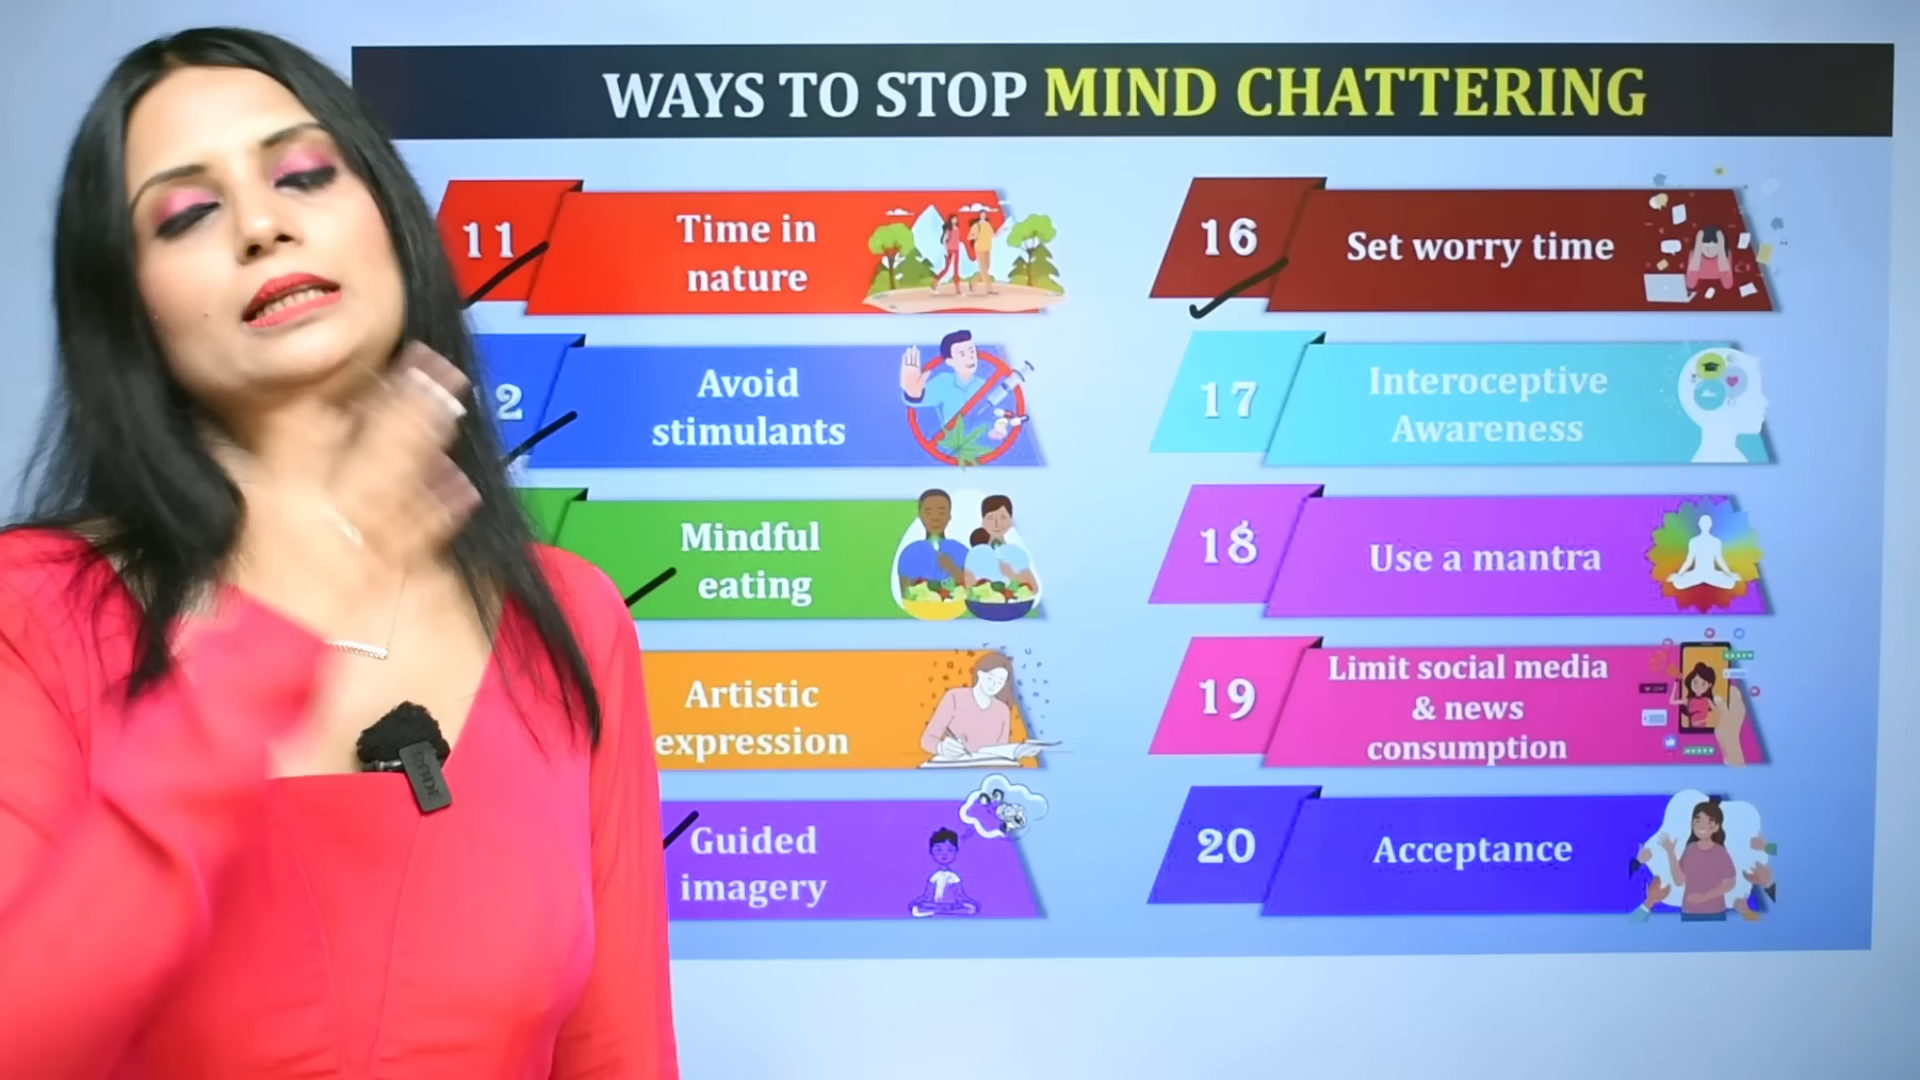 WAYS TO STOP MIND CHATTERING
11
Time in
nature
2
Avoid
stimulants
Mindful
eating
Artistic
expression
Guided
imagery
16
Set worry time
17
Interoceptive
Awareness
18
Use a mantra
19
Limit social media
& news
consumption
20
Acceptance